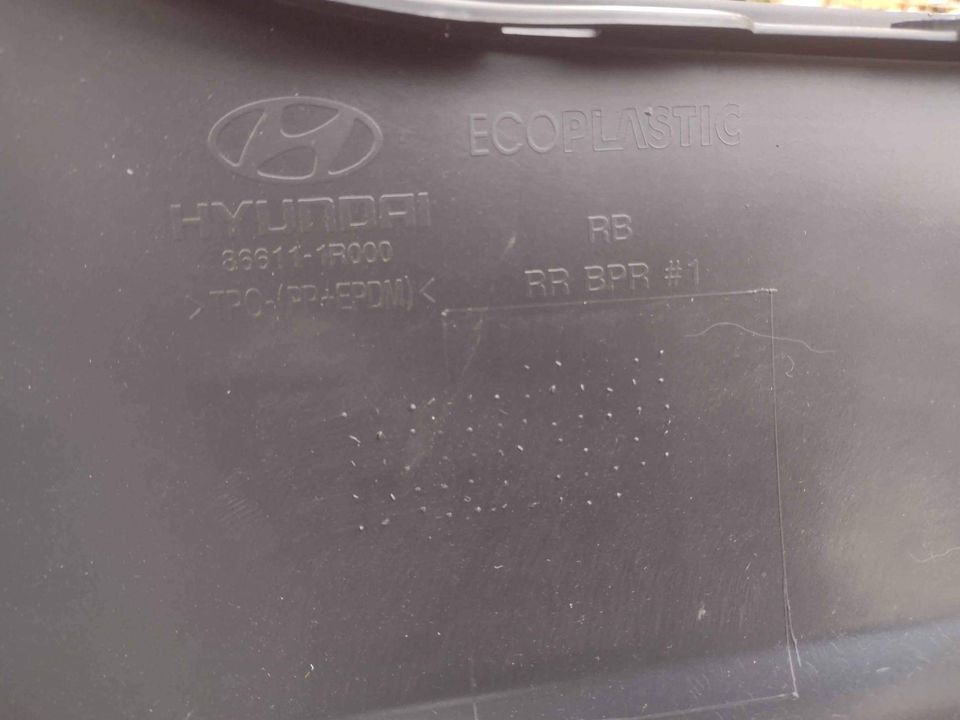 ECOPLASTIC
HYUNDAI
86611-1R000
>TPO-(PP+EPDM)<
RB
RR BPR #1